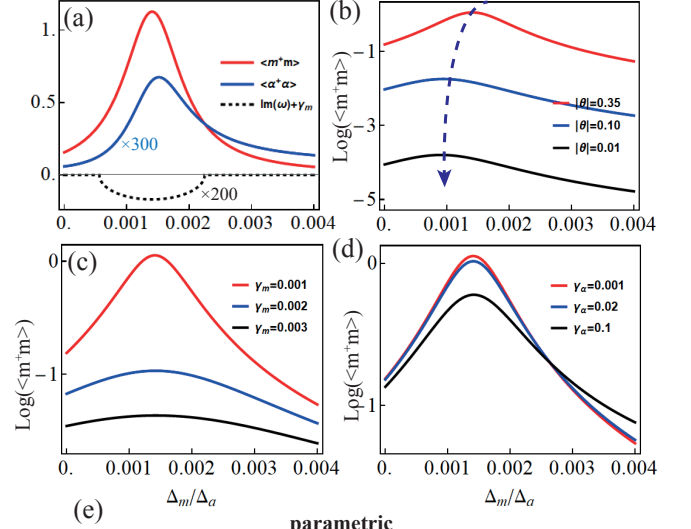 (a)
1.
0.5
0.
<m⁺m>
<α⁺α>
Im(ω)+γₘ
×300
×200
0. 0.001 0.002 0.003 0.004
(b)
Log(<m⁺m>)
−1
−3
−5
|θ|=0.35
|θ|=0.10
|θ|=0.01
0. 0.001 0.002 0.003 0.004
(c)
Log(<m⁺m>)
0
−1
γₘ=0.001
γₘ=0.002
γₘ=0.003
0. 0.001 0.002 0.003 0.004
Δₘ/Δₐ
(d)
Log(<m⁺m>)
0
1
γα=0.001
γα=0.02
γα=0.1
0. 0.001 0.002 0.003 0.004
Δₘ/Δₐ
(e)
parametric